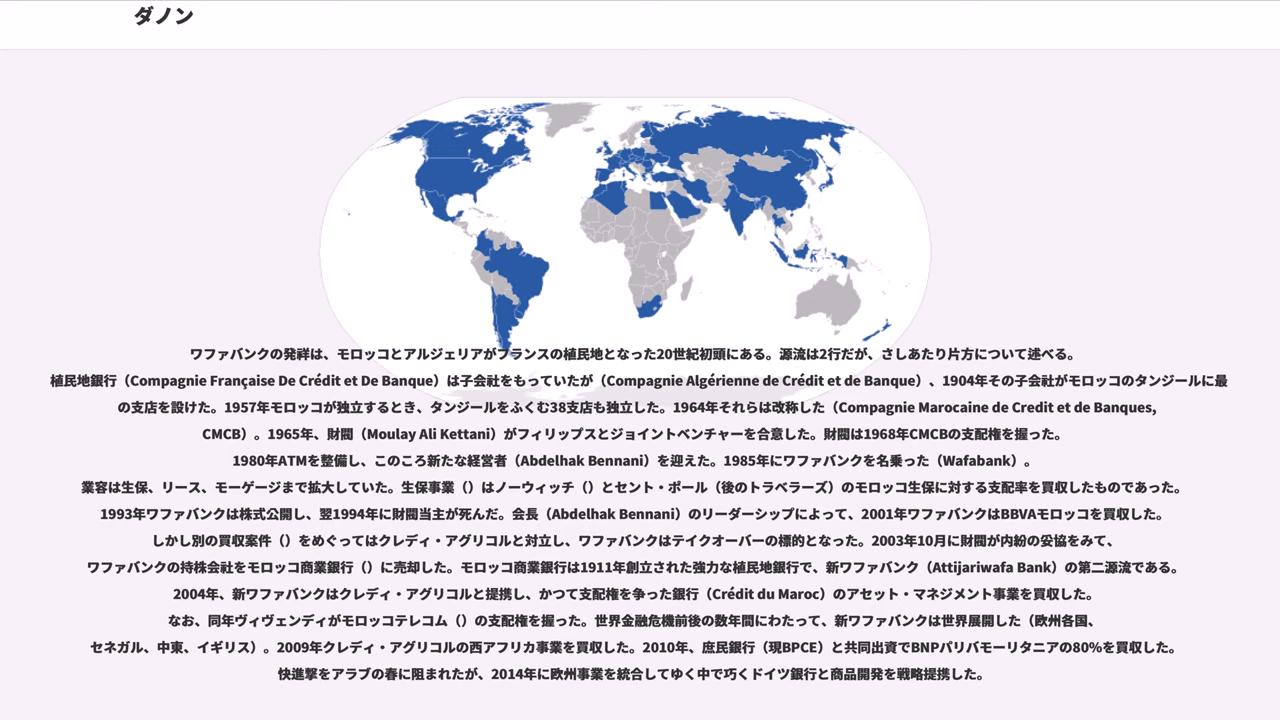 ダノン
ワファバンクの発祥は、モロッコとアルジェリアがフランスの植民地となった20世紀初頭にある。源流は2行だが、さしあたり片方について述べる。
植民地銀行（Compagnie Française De Crédit et De Banque）は子会社をもっていたが（Compagnie Algérienne de Crédit et de Banque）、1904年その子会社がモロッコのタンジールに最
の支店を設けた。1957年モロッコが独立するとき、タンジールをふくむ38支店も独立した。1964年それらは改称した（Compagnie Marocaine de Credit et de Banques,
CMCB）。1965年、財閥（Moulay Ali Kettani）がフィリップスとジョイントベンチャーを合意した。財閥は1968年CMCBの支配権を握った。
1980年ATMを整備し、このころ新たな経営者（Abdelhak Bennani）を迎えた。1985年にワファバンクを名乗った（Wafabank）。
業容は生保、リース、モーゲージまで拡大していた。生保事業（）はノーウィッチ（）とセント・ポール（後のトラベラーズ）のモロッコ生保に対する支配率を買収したものであった。
1993年ワファバンクは株式公開し、翌1994年に財閥当主が死んだ。会長（Abdelhak Bennani）のリーダーシップによって、2001年ワファバンクはBBVAモロッコを買収した。
しかし別の買収案件（）をめぐってはクレディ・アグリコルと対立し、ワファバンクはテイクオーバーの標的となった。2003年10月に財閥が内紛の妥協をみて、
ワファバンクの持株会社をモロッコ商業銀行（）に売却した。モロッコ商業銀行は1911年創立された強力な植民地銀行で、新ワファバンク（Attijariwafa Bank）の第二源流である。
2004年、新ワファバンクはクレディ・アグリコルと提携し、かつて支配権を争った銀行（Crédit du Maroc）のアセット・マネジメント事業を買収した。
なお、同年ヴィヴェンディがモロッコテレコム（）の支配権を握った。世界金融危機前後の数年間にわたって、新ワファバンクは世界展開した（欧州各国、
セネガル、中東、イギリス）。2009年クレディ・アグリコルの西アフリカ事業を買収した。2010年、庶民銀行（現BPCE）と共同出資でBNPパリバモーリタニアの80%を買収した。
快進撃をアラブの春に阻まれたが、2014年に欧州事業を統合してゆく中で巧くドイツ銀行と商品開発を戦略提携した。